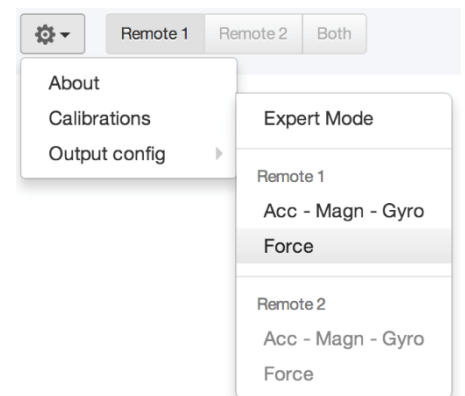 Remote 1 Remote 2 Both
About
Calibrations
Output config
Expert Mode
Remote 1
Acc - Magn - Gyro
Force
Remote 2
Acc - Magn - Gyro
Force